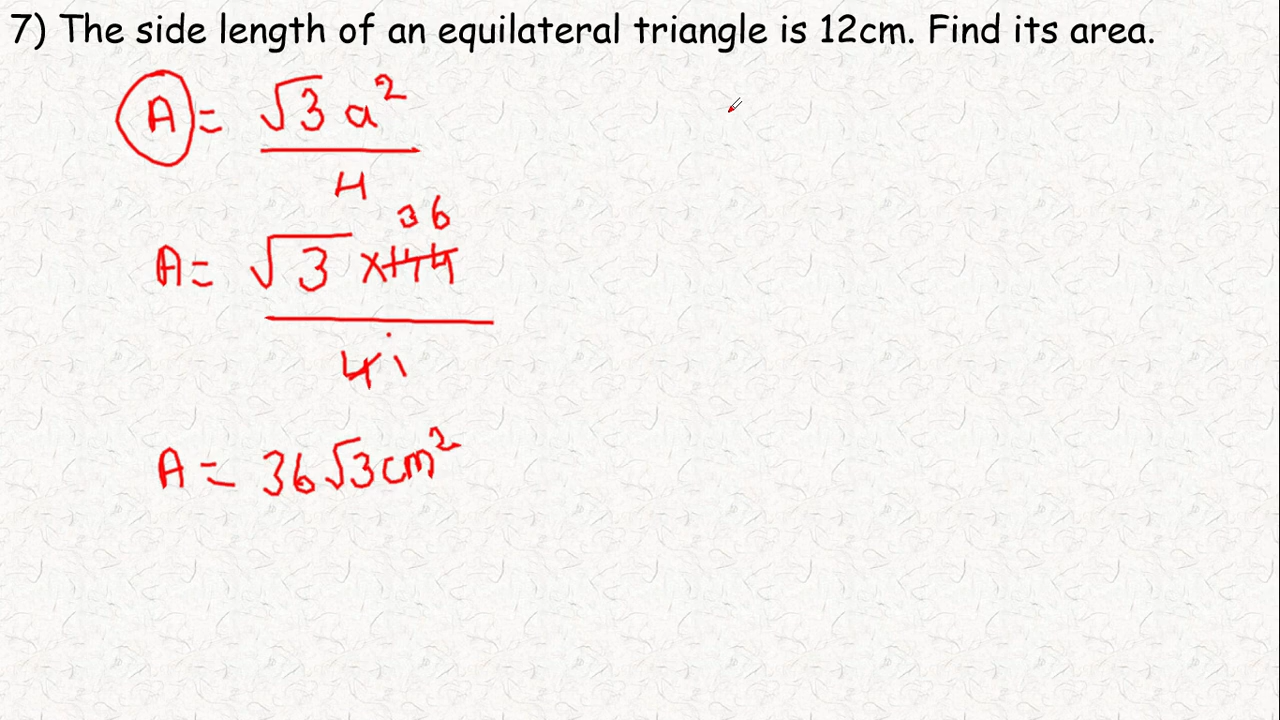 7) The side length of an equilateral triangle is 12cm. Find its area.
A = √3 a²
4
36
A = √3 x144
4 1
A = 36√3cm²